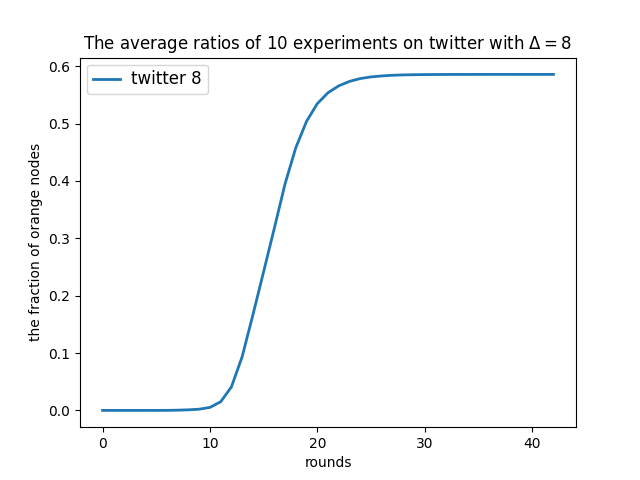 The average ratios of 10 experiments on twitter with Δ = 8
twitter 8
the fraction of orange nodes
0.6
0.5
0.4
0.3
0.2
0.1
0.0
0 10 20 30 40
rounds